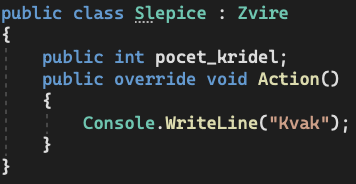 public class Slepice : Zvire
{
    public int pocet_kridel;
    public override void Action()
    {
        Console.WriteLine("Kvak");
    }
}